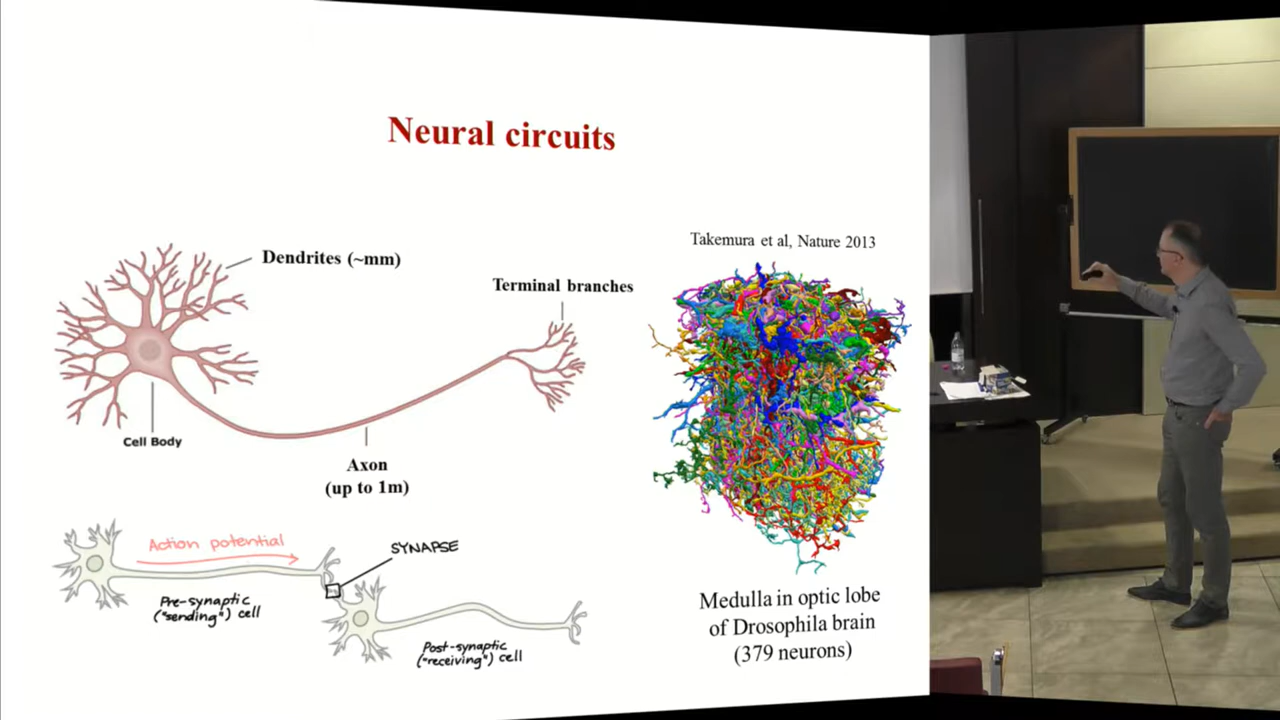 Neural circuits
Dendrites (~mm)
Terminal branches
Cell Body
Axon
(up to 1m)
Action potential
SYNAPSE
Pre-synaptic
("sending") cell
Post-synaptic
("receiving") cell
Takemura et al, Nature 2013
Medulla in optic lobe
of Drosophila brain
(379 neurons)